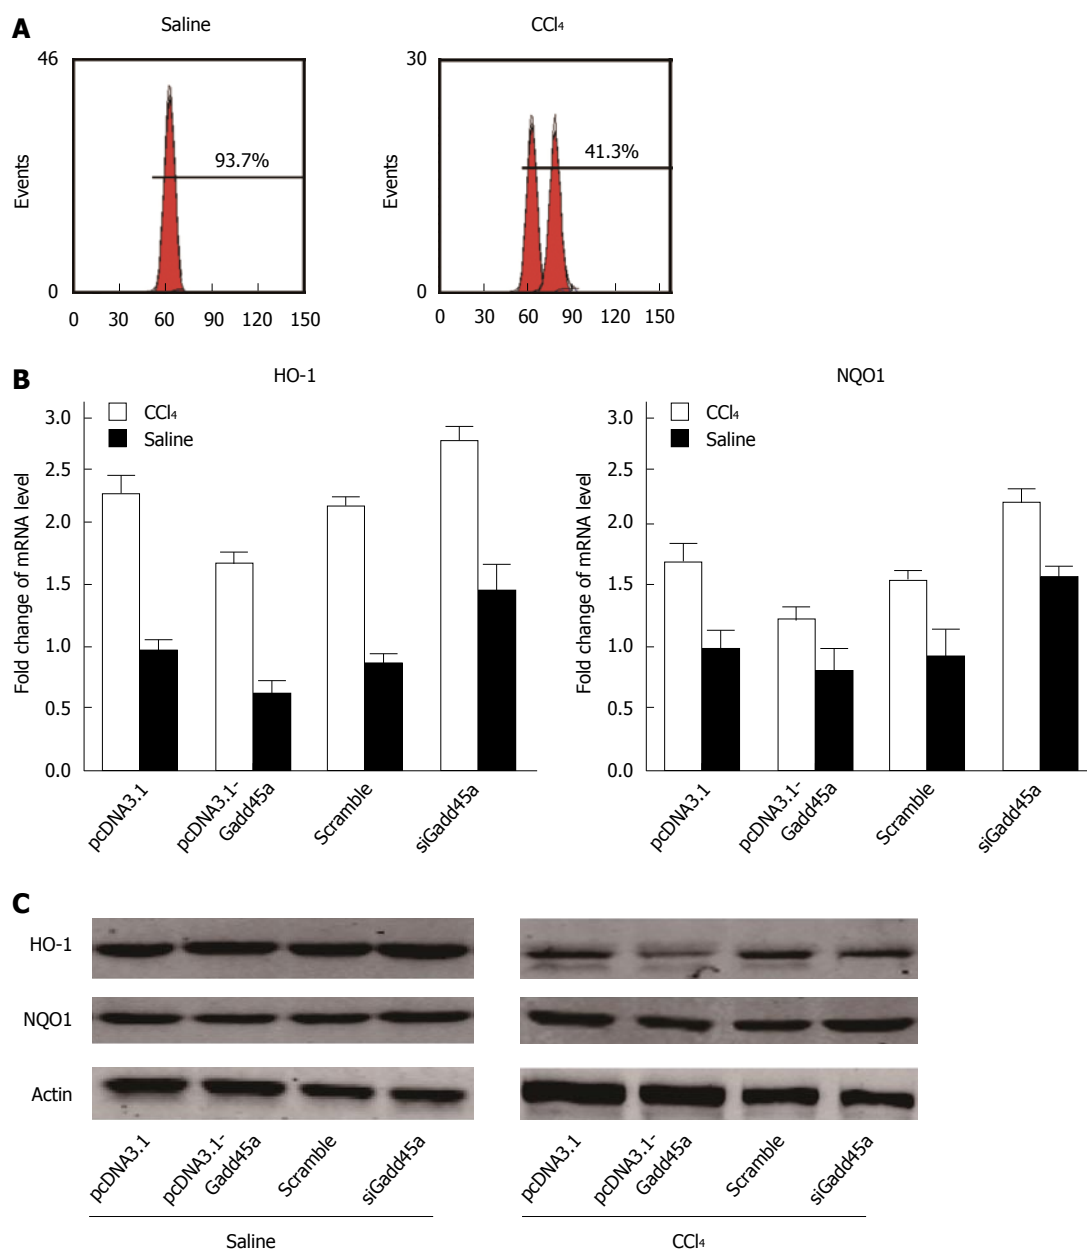 A
Saline
CCl₄
46
Events
93.7%
0
0 30 60 90 120 150
30
Events
41.3%
0
0 30 60 90 120 150
B
HO-1
CCl₄
Saline
Fold change of mRNA level
3.0
2.5
2.0
1.5
1.0
0.5
0.0
pcDNA3.1
pcDNA3.1-
Gadd45a
Scramble
siGadd45a
NQO1
CCl₄
Saline
Fold change of mRNA level
3.0
2.5
2.0
1.5
1.0
0.5
0.0
pcDNA3.1
pcDNA3.1-
Gadd45a
Scramble
siGadd45a
C
HO-1
NQO1
Actin
pcDNA3.1
pcDNA3.1-
Gadd45a
Scramble
siGadd45a
Saline
pcDNA3.1
pcDNA3.1-
Gadd45a
Scramble
siGadd45a
CCl₄